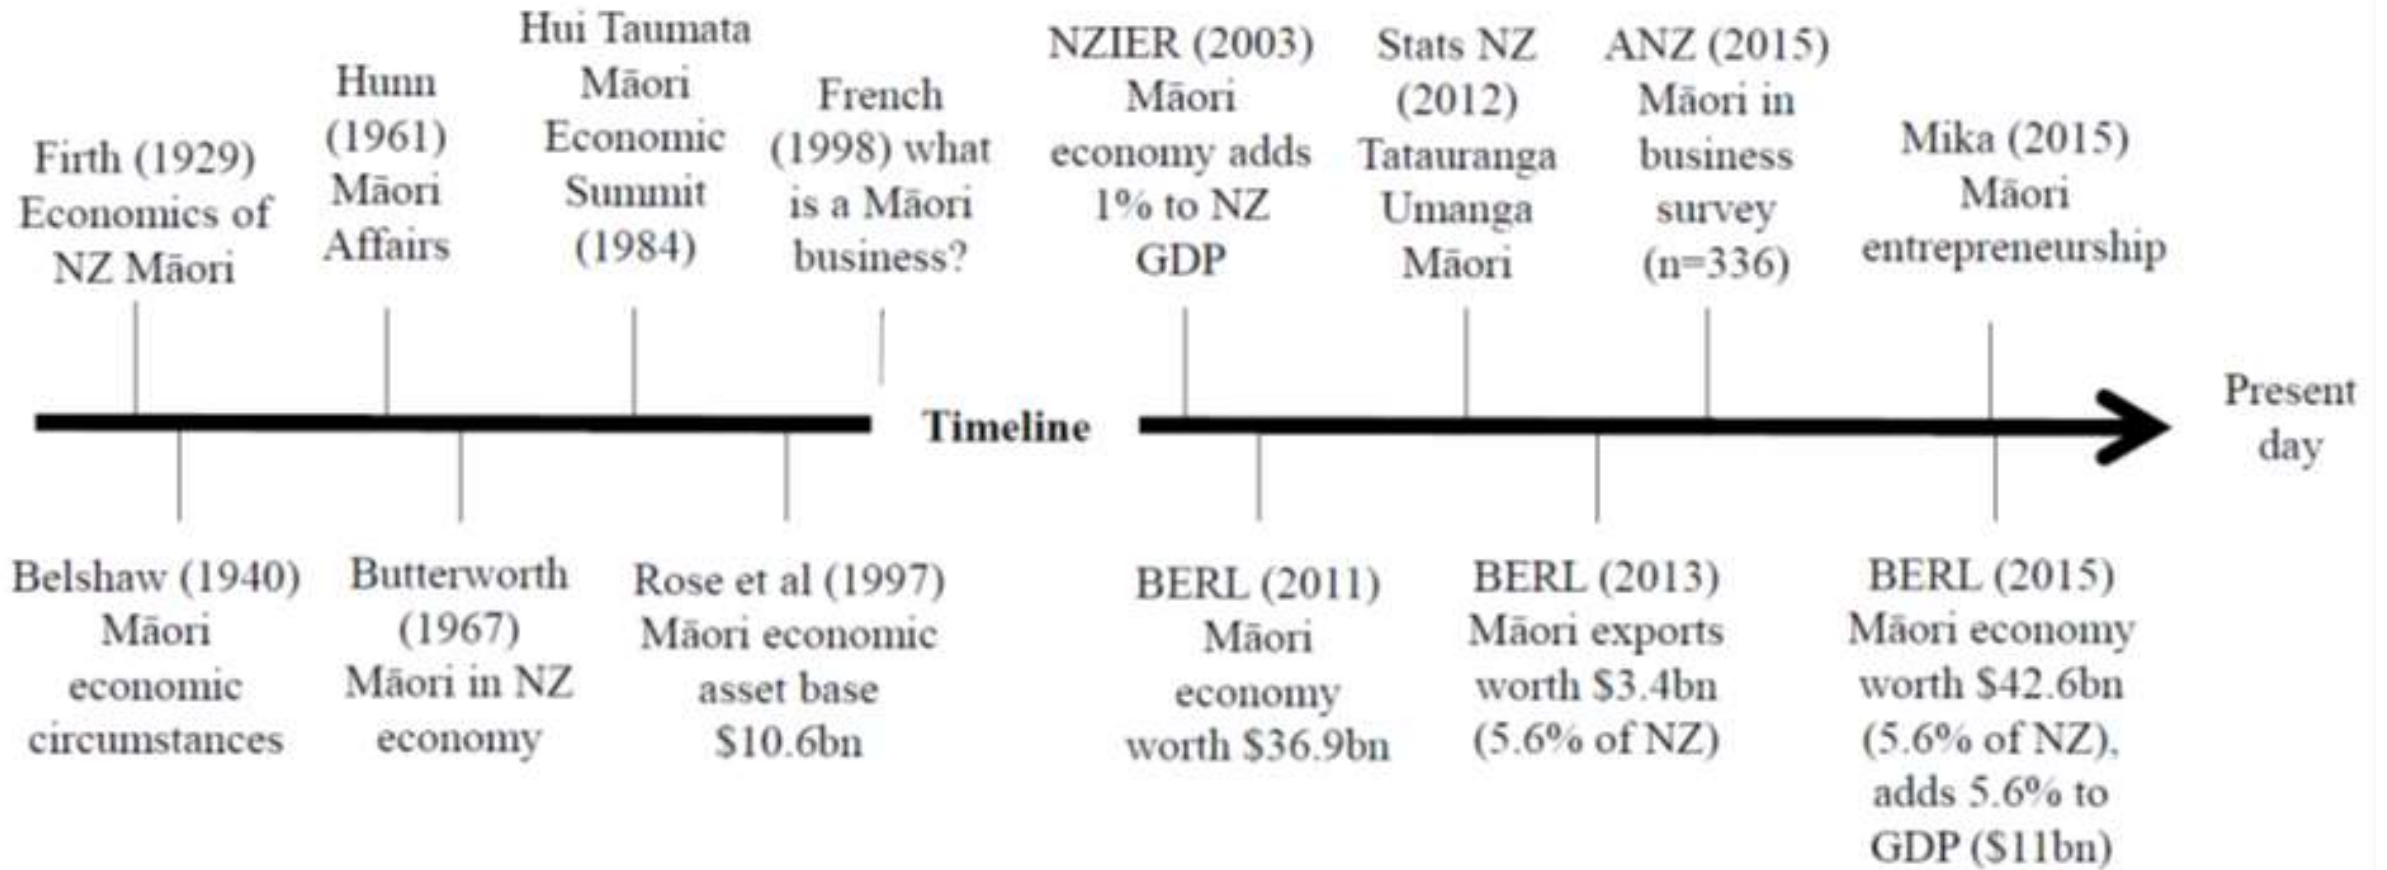 Firth (1929)
Economics of
NZ Māori
Hunn
(1961)
Māori
Affairs
Hui Taumata
Māori
Economic
Summit
(1984)
French
(1998) what
is a Māori
business?
NZIER (2003)
Māori
economy adds
1% to NZ
GDP
Stats NZ
(2012)
Tatauranga
Umanga
Māori
ANZ (2015)
Māori in
business
survey
(n=336)
Mika (2015)
Māori
entrepreneurship
Timeline
Present
day
Belshaw (1940)
Māori
economic
circumstances
Butterworth
(1967)
Māori in NZ
economy
Rose et al (1997)
Māori economic
asset base
$10.6bn
BERL (2011)
Māori
economy
worth $36.9bn
BERL (2013)
Māori exports
worth $3.4bn
(5.6% of NZ)
BERL (2015)
Māori economy
worth $42.6bn
(5.6% of NZ),
adds 5.6% to
GDP ($11bn)